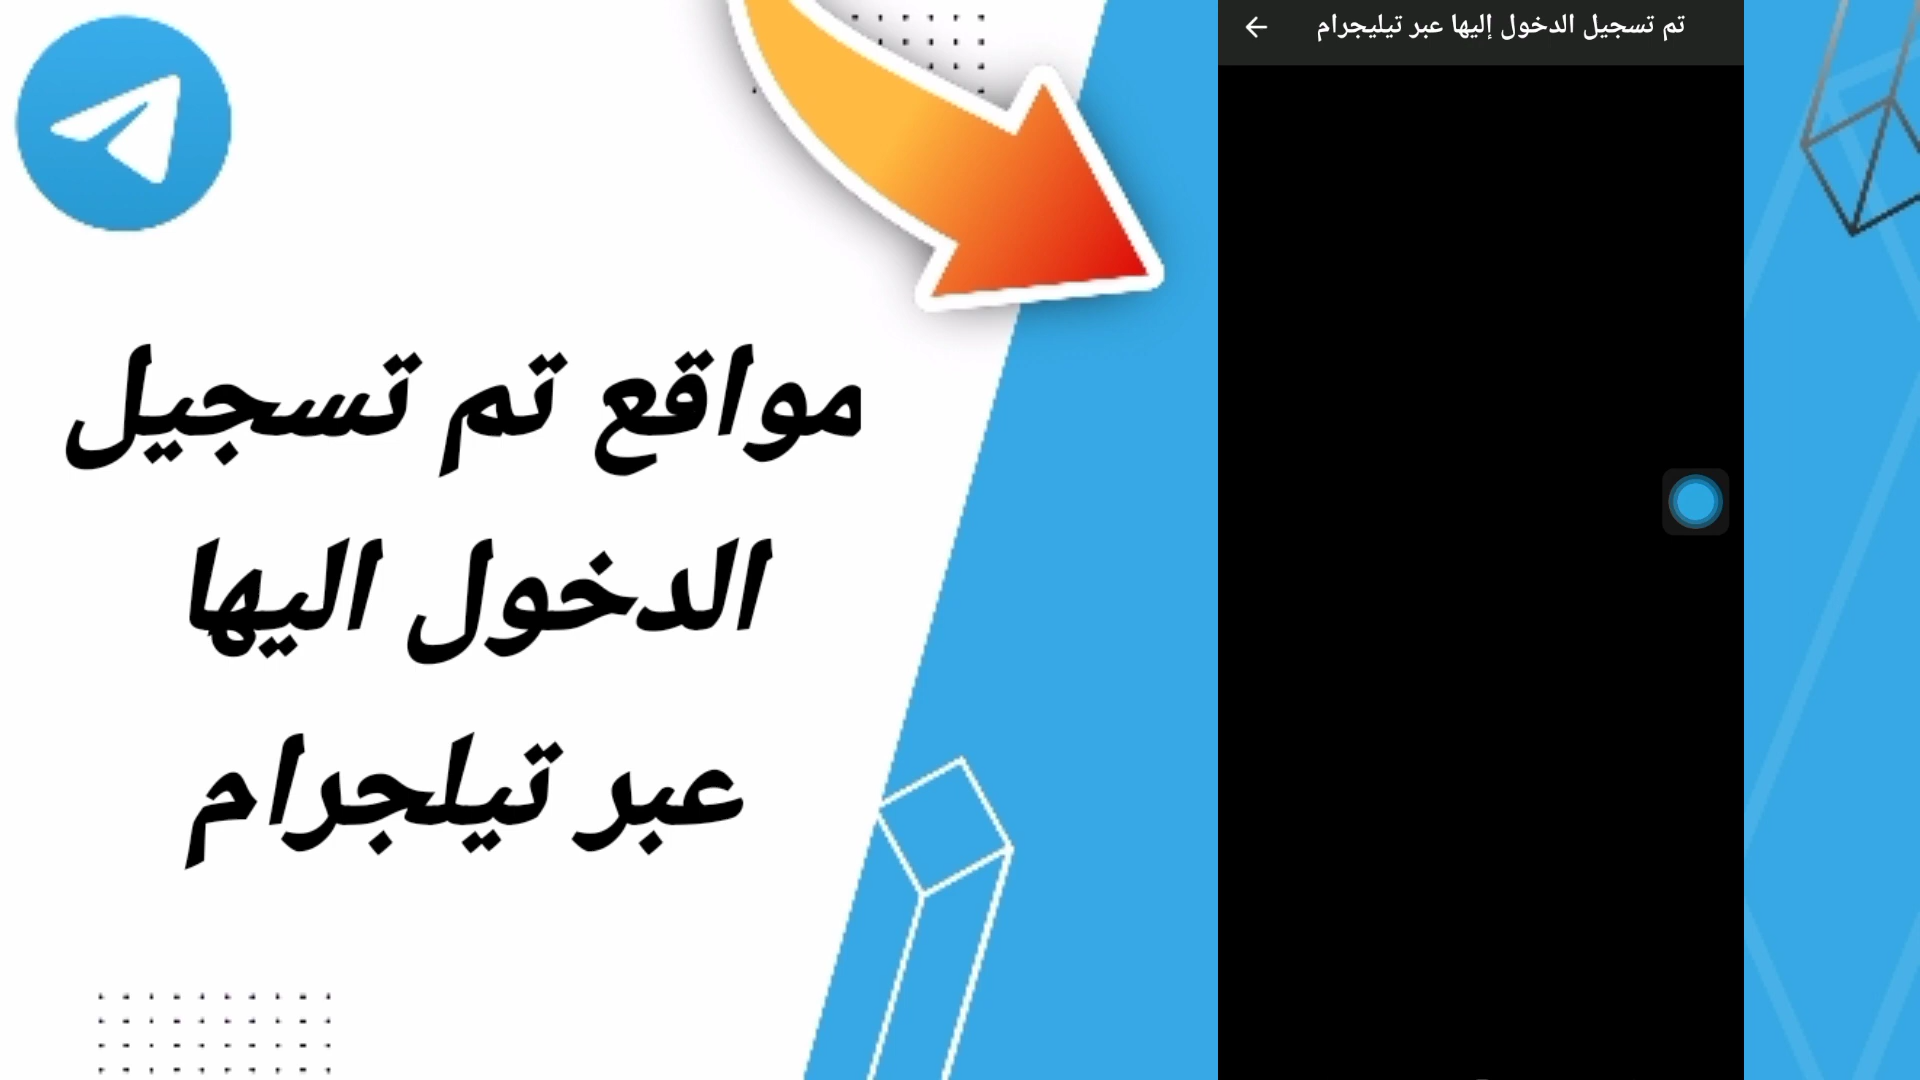 مواقع تم تسجيل
الدخول اليها
عبر تيلجرام
تم تسجيل الدخول إليها عبر تيليجرام